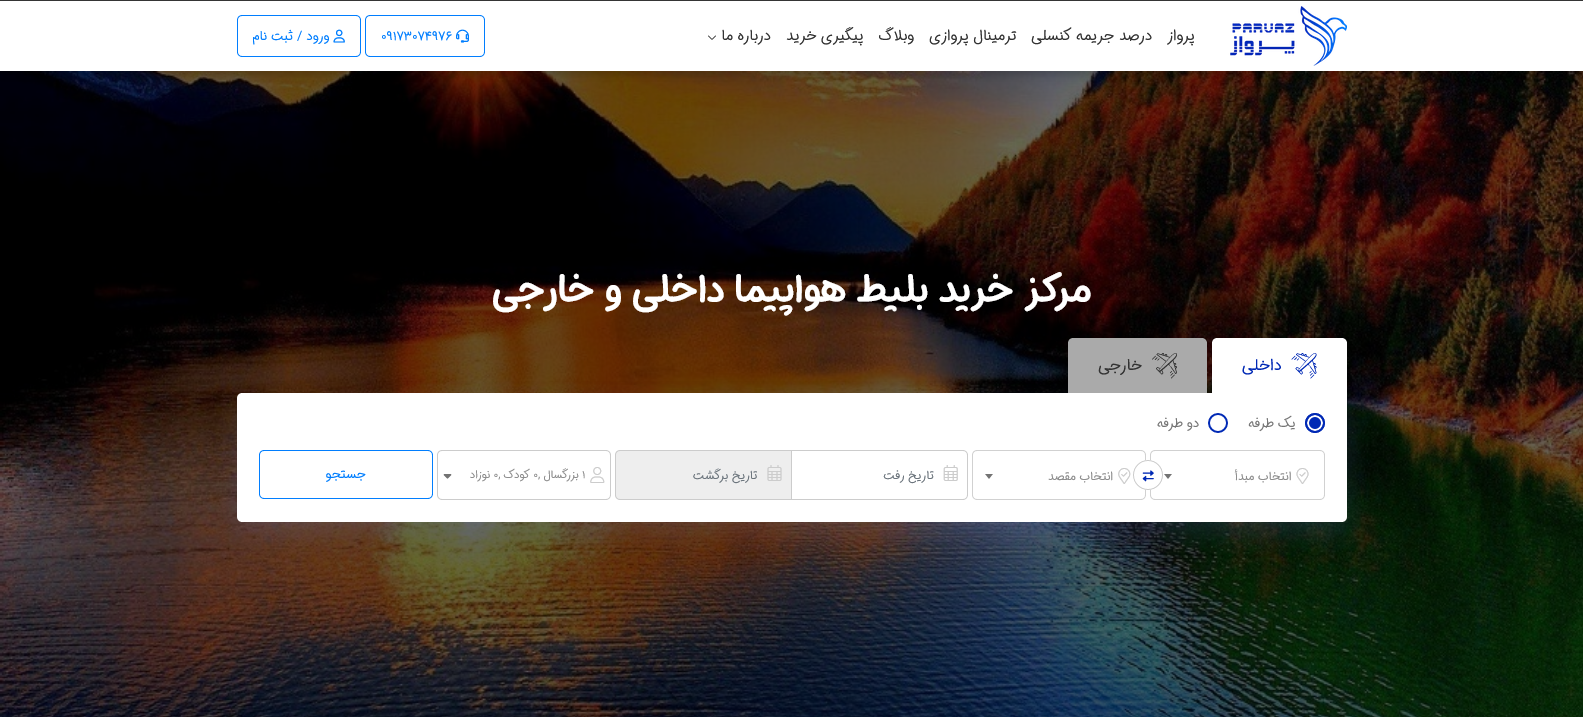 PARVAZ
پرواز
پرواز درصد جریمه کنسلی ترمینال پروازی وبلاگ پیگیری خرید درباره ما
۰۹۱۷۳۰۷۴۹۷۶
ورود / ثبت نام
مرکز خرید بلیط هواپیما داخلی و خارجی
داخلی
خارجی
یک طرفه
دو طرفه
انتخاب مبدأ
انتخاب مقصد
تاریخ رفت
تاریخ برگشت
۱ بزرگسال ,۰ کودک ,۰ نوزاد
جستجو